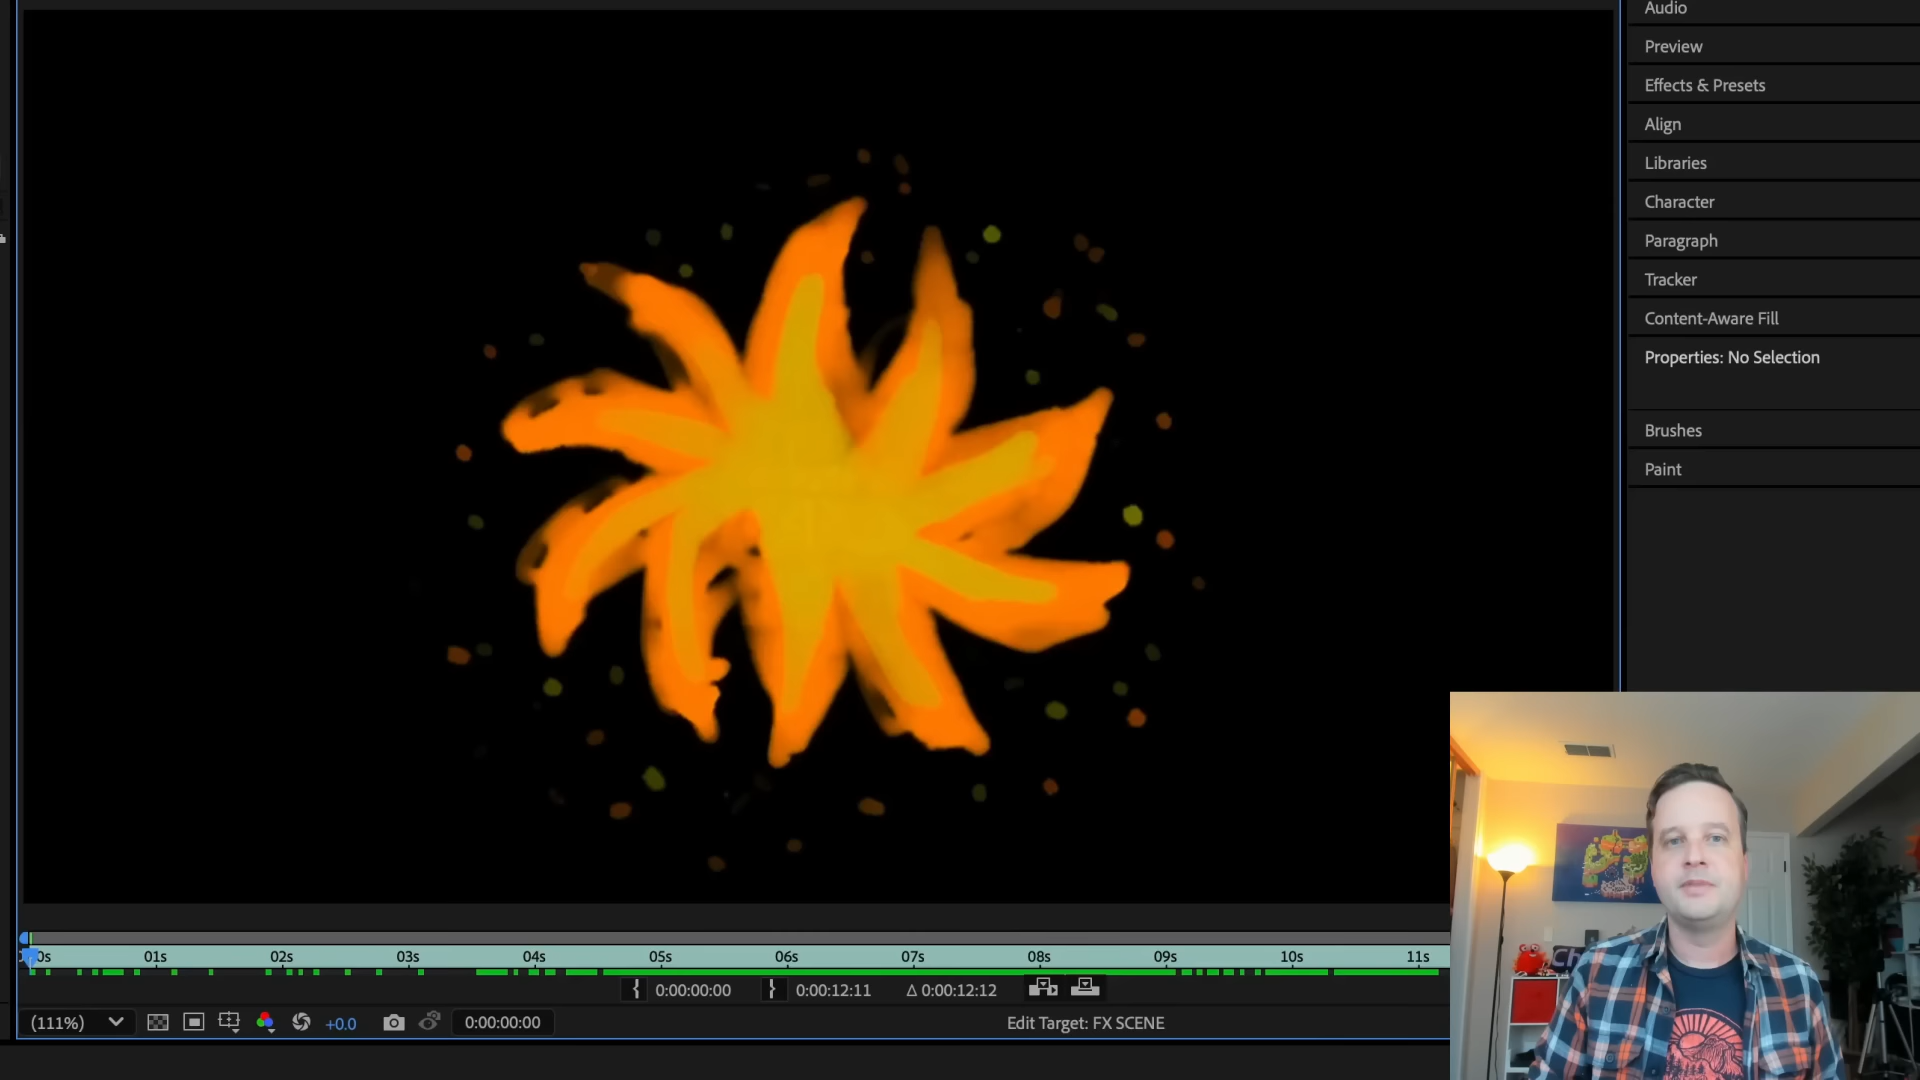 Audio
Preview
Effects & Presets
Align
Libraries
Character
Paragraph
Tracker
Content-Aware Fill
Properties: No Selection
Brushes
Paint
0s 01s 02s 03s 04s 05s 06s 07s 08s 09s 10s 11s
{ 0:00:00:00 } 0:00:12:11 Δ 0:00:12:12
(111%) +0.0 0:00:00:00 Edit Target: FX SCENE
Ch